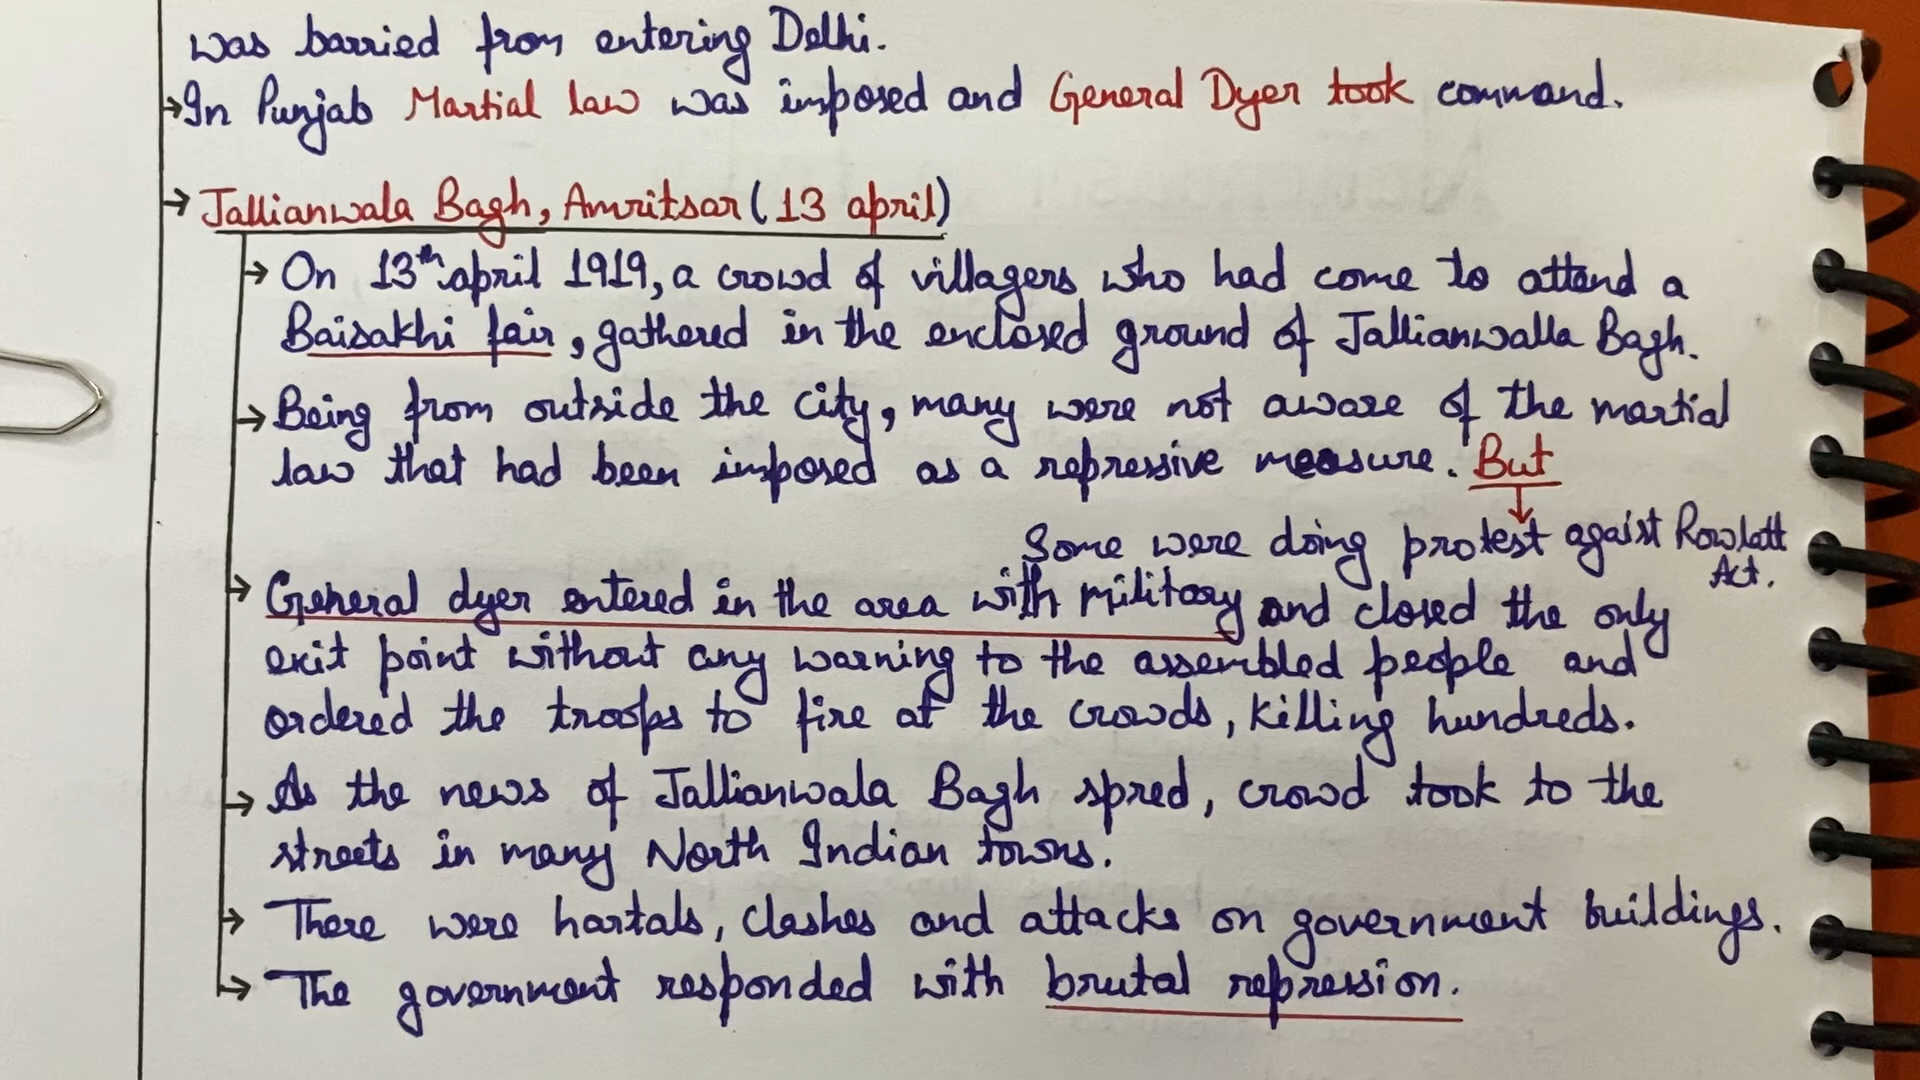 was barried from entering Delhi.
→In Punjab Martial law was imposed and General Dyer took command.
→ Jallianwala Bagh, Amritsar (13 april)
→ On 13th april 1919, a crowd of villagers who had come to attend a
Baisakhi fair, gathered in the enclosed ground of Jallianwalla Bagh.
→ Being from outside the city, many were not aware of the martial
law that had been imposed as a repressive measure. But
↓
Some were doing protest agaist Rowlatt
Act.
→ General dyer entered in the area with military and closed the only
exit point without any warning to the assembled people and
ordered the troops to fire at the crowds, killing hundreds.
→ As the news of Jallianwala Bagh spred, crowd took to the
streets in many North Indian towns.
→ There were hartals, clashes and attacks on government buildings.
→ The government responded with brutal repression.